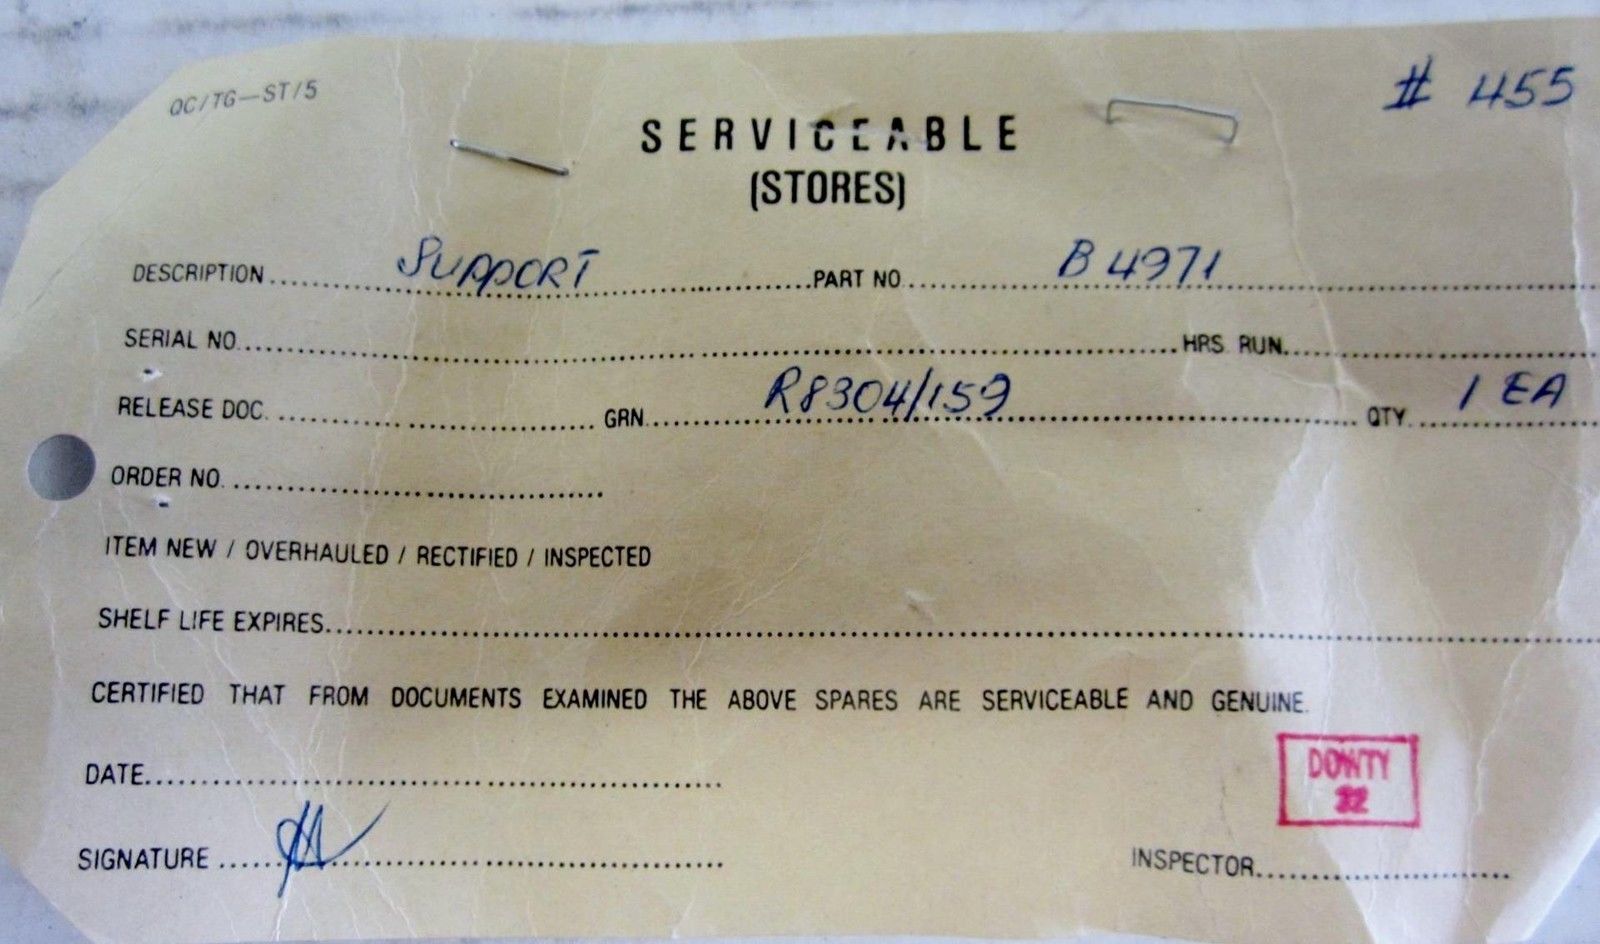 QC/TG—ST/5
# 455
SERVICEABLE
(STORES)
DESCRIPTION SUPPORT PART NO. B 4971
SERIAL NO. HRS RUN.
RELEASE DOC. GRN. R8304/159 QTY. 1 EA
ORDER NO.
ITEM NEW / OVERHAULED / RECTIFIED / INSPECTED
SHELF LIFE EXPIRES
CERTIFIED THAT FROM DOCUMENTS EXAMINED THE ABOVE SPARES ARE SERVICEABLE AND GENUINE.
DOWTY
DATE
SIGNATURE INSPECTOR